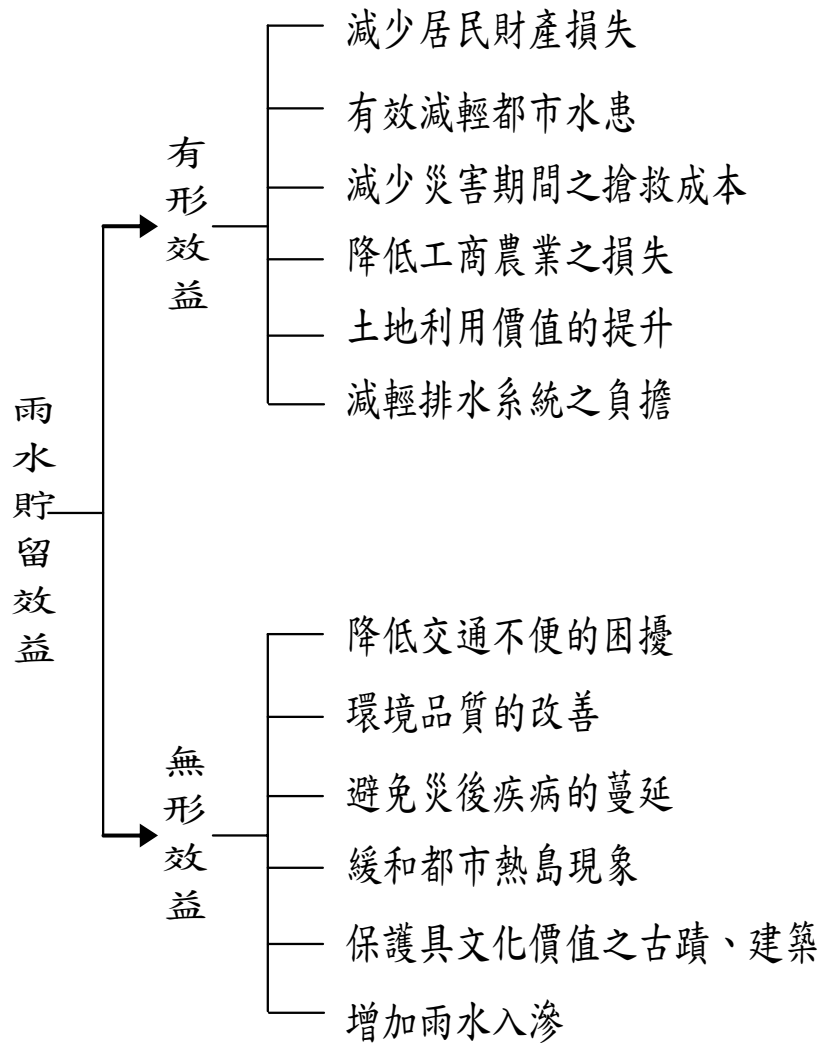 雨水貯留效益
有形效益
減少居民財產損失
有效減輕都市水患
減少災害期間之搶救成本
降低工商農業之損失
土地利用價值的提升
減輕排水系統之負擔
無形效益
降低交通不便的困擾
環境品質的改善
避免災後疾病的蔓延
緩和都市熱島現象
保護具文化價值之古蹟、建築
增加雨水入滲